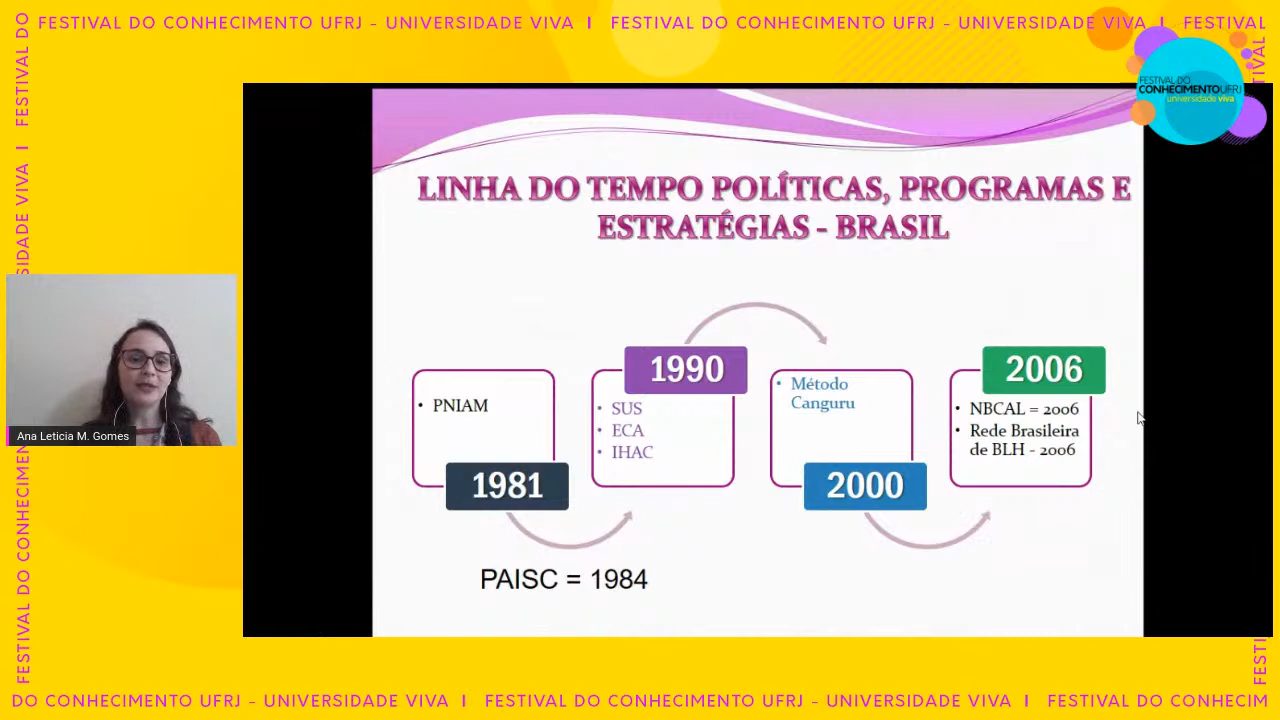 FESTIVAL DO CONHECIMENTO UFRJ - UNIVERSIDADE VIVA I FESTIVAL DO CONHECIMENTO UFRJ - UNIVERSIDADE VIVA I FESTIVAL
FESTIVAL DO CONHECIMENTO UFRJ
universidade viva
LINHA DO TEMPO POLÍTICAS, PROGRAMAS E
ESTRATÉGIAS - BRASIL
• PNIAM
1981
1990
• SUS
• ECA
• IHAC
• Método
Canguru
2000
2006
• NBCAL = 2006
• Rede Brasileira
de BLH - 2006
PAISC = 1984
Ana Leticia M. Gomes
FESTIVAL DO CONHECIMEN
SIDADE VIVA I FESTIVAL DO
TIVAL
FESTI
DO CONHECIMENTO UFRJ - UNIVERSIDADE VIVA I FESTIVAL DO CONHECIMENTO UFRJ - UNIVERSIDADE VIVA I FESTIVAL DO CONHECIM